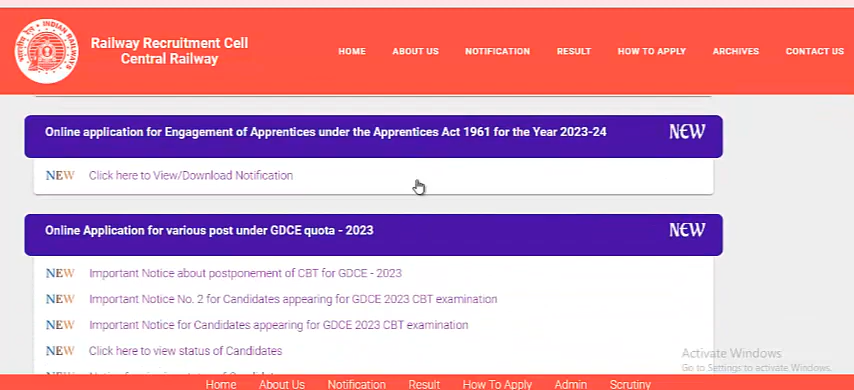 Railway Recruitment Cell
Central Railway
HOME ABOUT US NOTIFICATION RESULT HOW TO APPLY ARCHIVES CONTACT US
Online application for Engagement of Apprentices under the Apprentices Act 1961 for the Year 2023-24 NEW
NEW Click here to View/Download Notification
Online Application for various post under GDCE quota - 2023 NEW
NEW Important Notice about postponement of CBT for GDCE - 2023
NEW Important Notice No. 2 for Candidates appearing for GDCE 2023 CBT examination
NEW Important Notice for Candidates appearing for GDCE 2023 CBT examination
NEW Click here to view status of Candidates
Activate Windows
Go to Settings to activate Windows.
Home About Us Notification Result How To Apply Admin Scrutiny